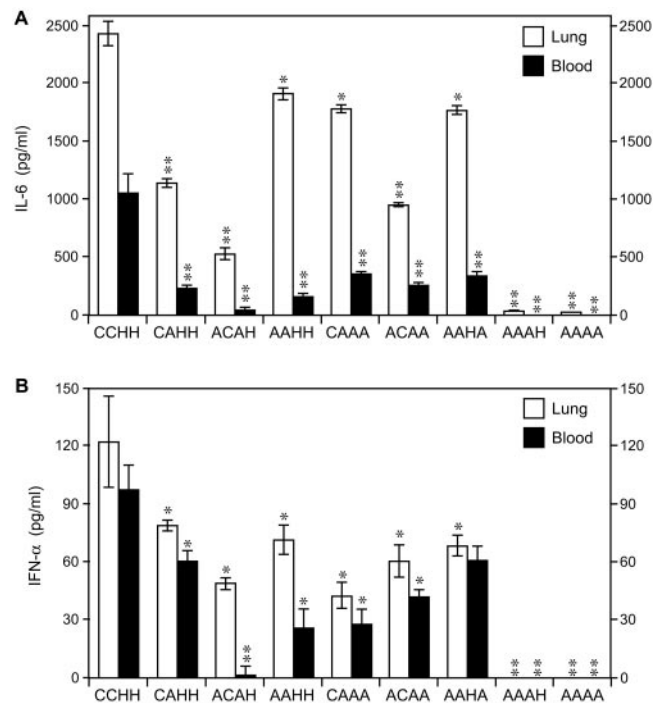 A
2500
2000
1500
1000
500
0
IL-6 (pg/ml)
Lung
Blood
2500
2000
1500
1000
500
0
* * * *
** ** ** ** ** ** ** ** ** ** ** ** **
CCHH CAHH ACAH AAHH CAAA ACAA AAHA AAAH AAAA
B
150
120
90
60
30
0
IFN-α (pg/ml)
Lung
Blood
150
120
90
60
30
0
* * * * * * * * * *
** ** ** ** **
CCHH CAHH ACAH AAHH CAAA ACAA AAHA AAAH AAAA